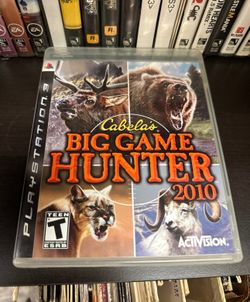 Cabela's
BIG GAME
HUNTER
2010
PLAYSTATION 3
TEEN
T
ESRB
ACTIVISION